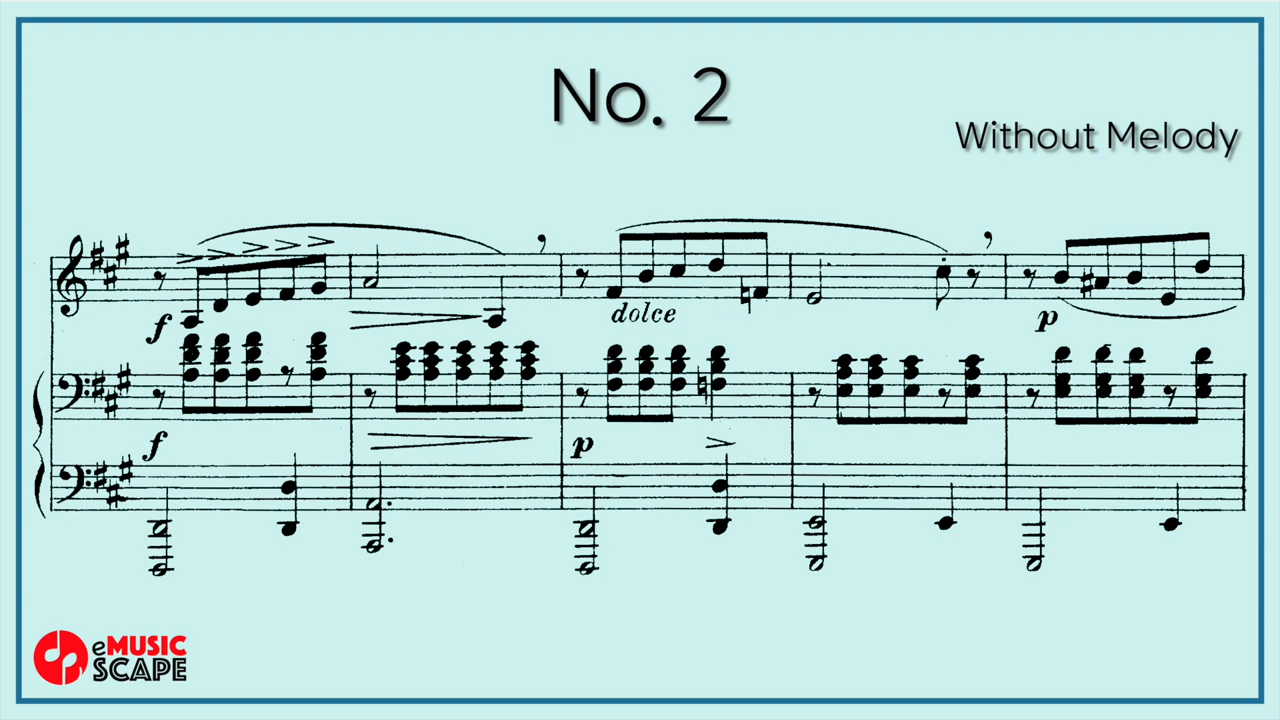 No. 2
Without Melody
f
dolce
p
f
p
eMUSIC
SCAPE